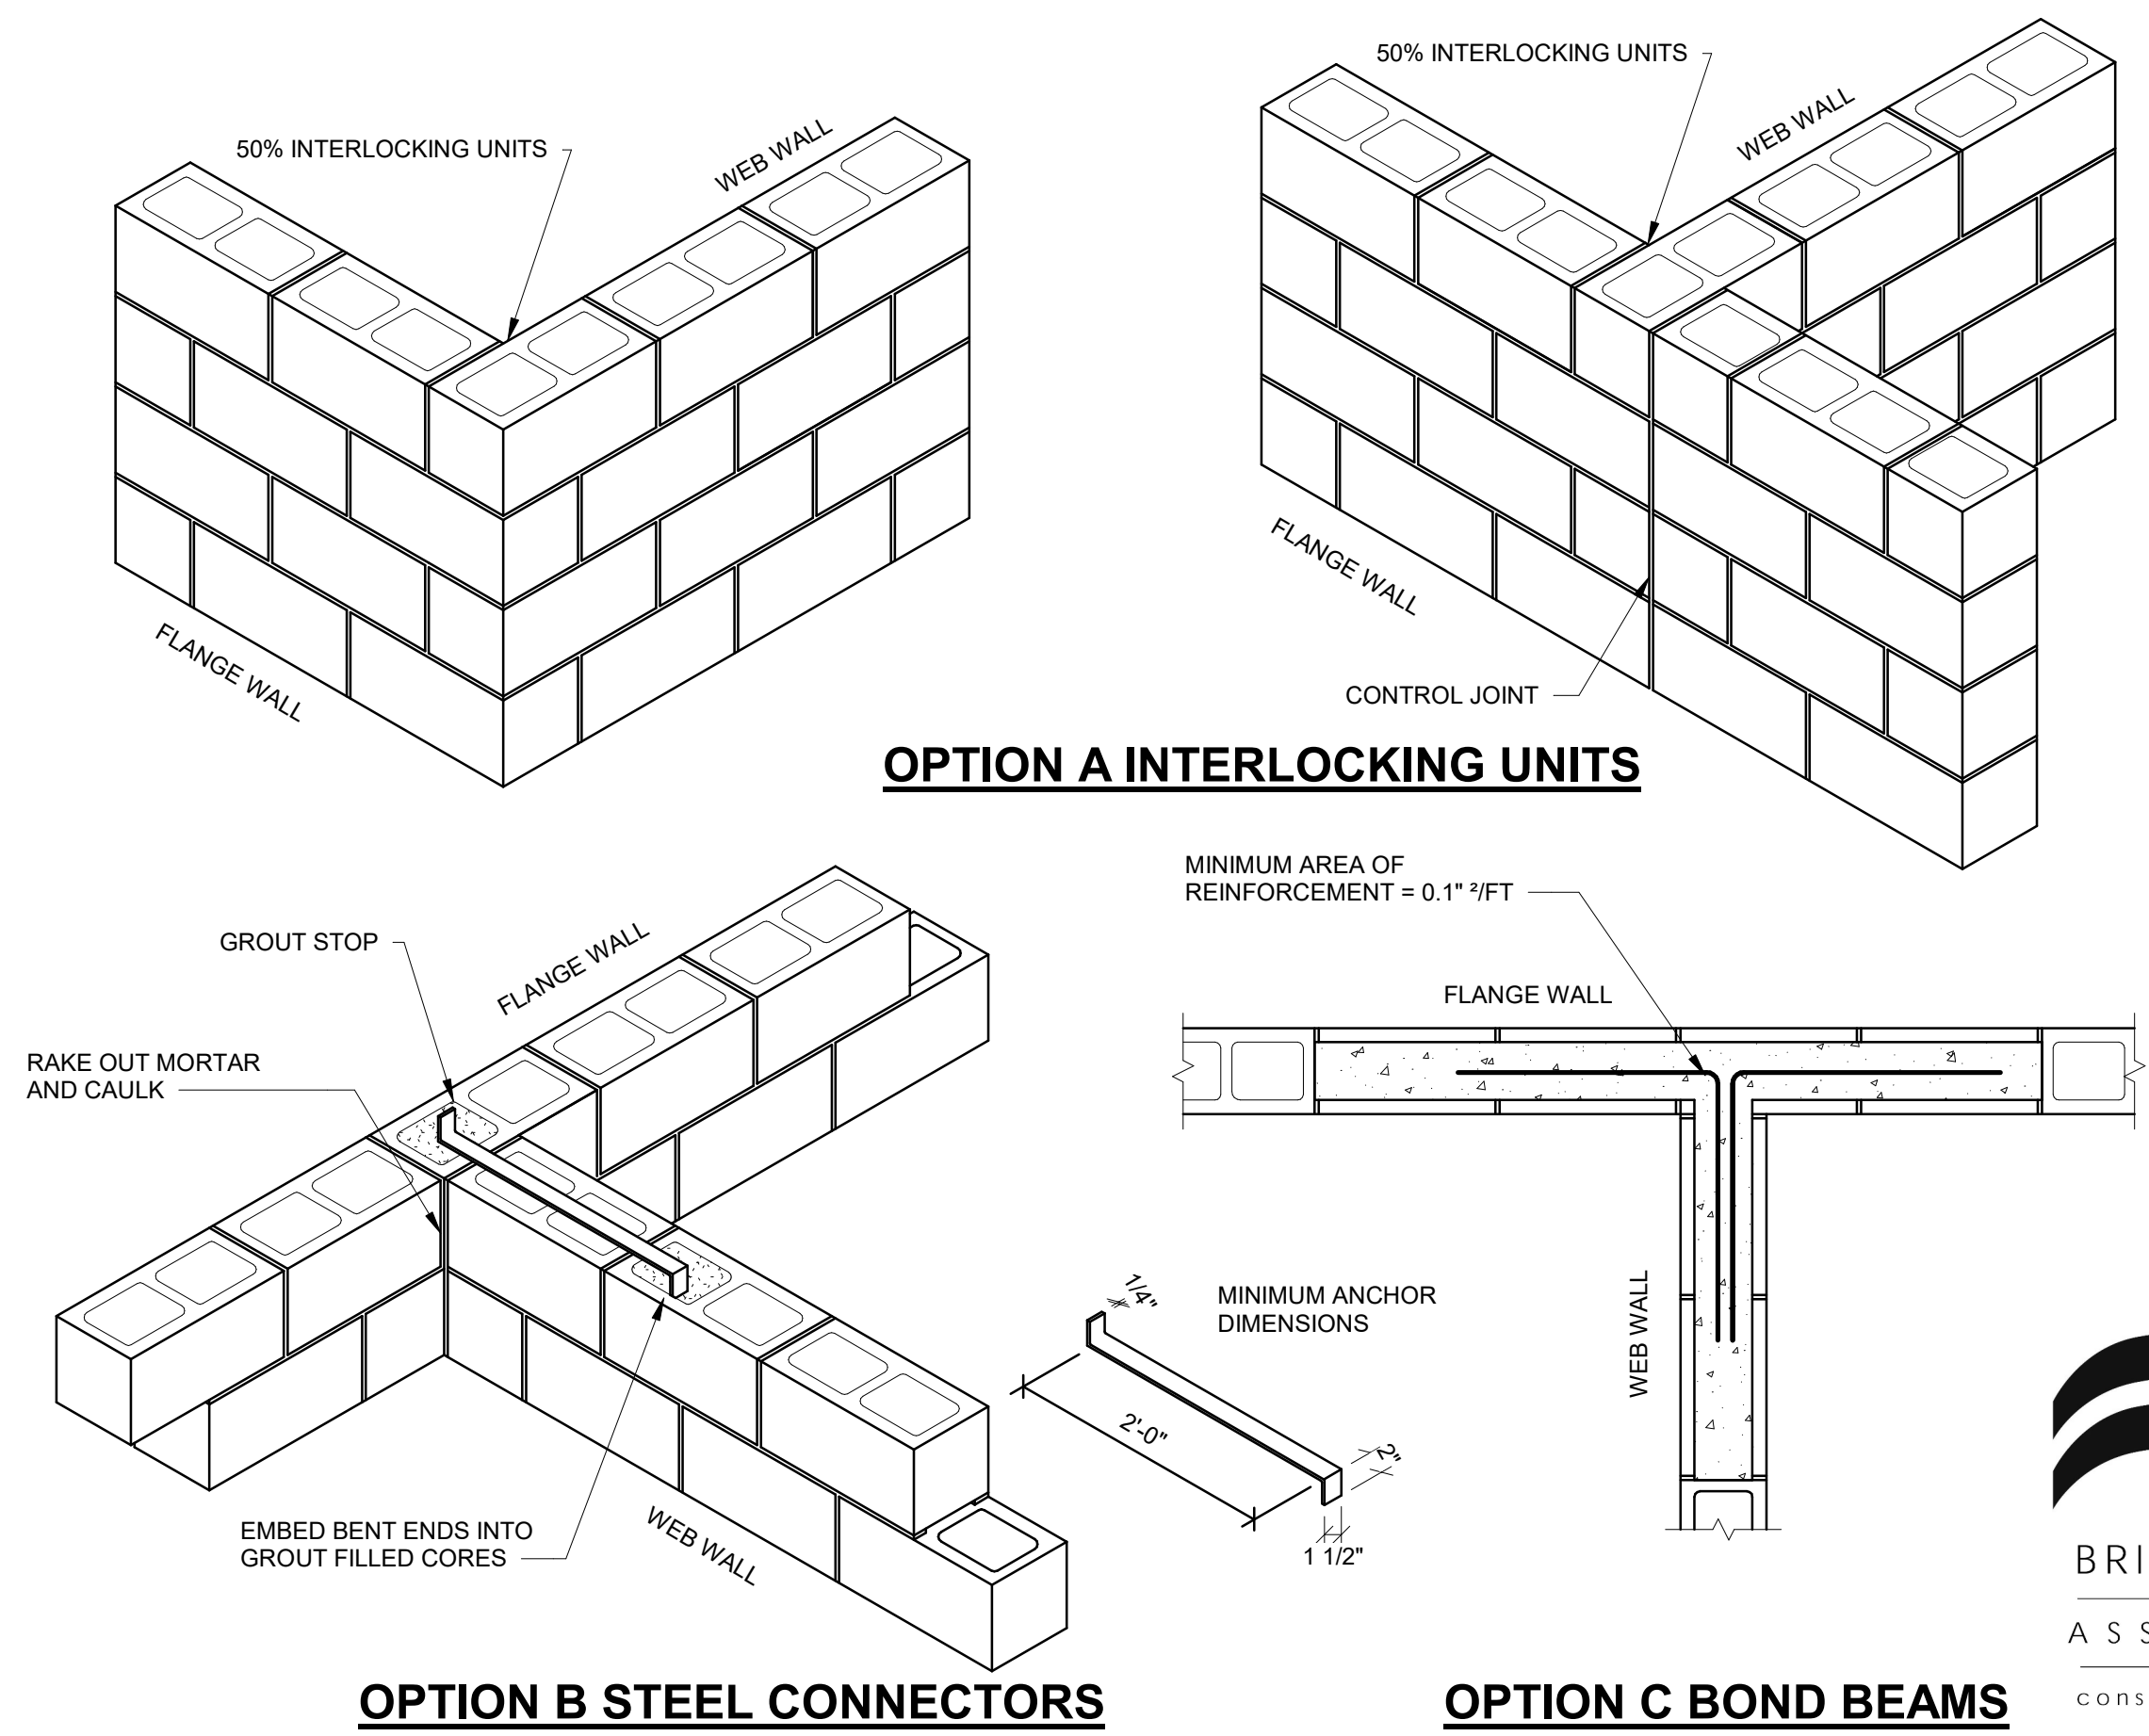 50% INTERLOCKING UNITS
WEB WALL
FLANGE WALL
50% INTERLOCKING UNITS
WEB WALL
FLANGE WALL
CONTROL JOINT
OPTION A INTERLOCKING UNITS
GROUT STOP
FLANGE WALL
RAKE OUT MORTAR
AND CAULK
EMBED BENT ENDS INTO
GROUT FILLED CORES
WEB WALL
1/4"
MINIMUM ANCHOR
DIMENSIONS
2'-0"
2"
1 1/2"
OPTION B STEEL CONNECTORS
MINIMUM AREA OF
REINFORCEMENT = 0.1" ²/FT
FLANGE WALL
WEB WALL
OPTION C BOND BEAMS
BRI
ASS
cons